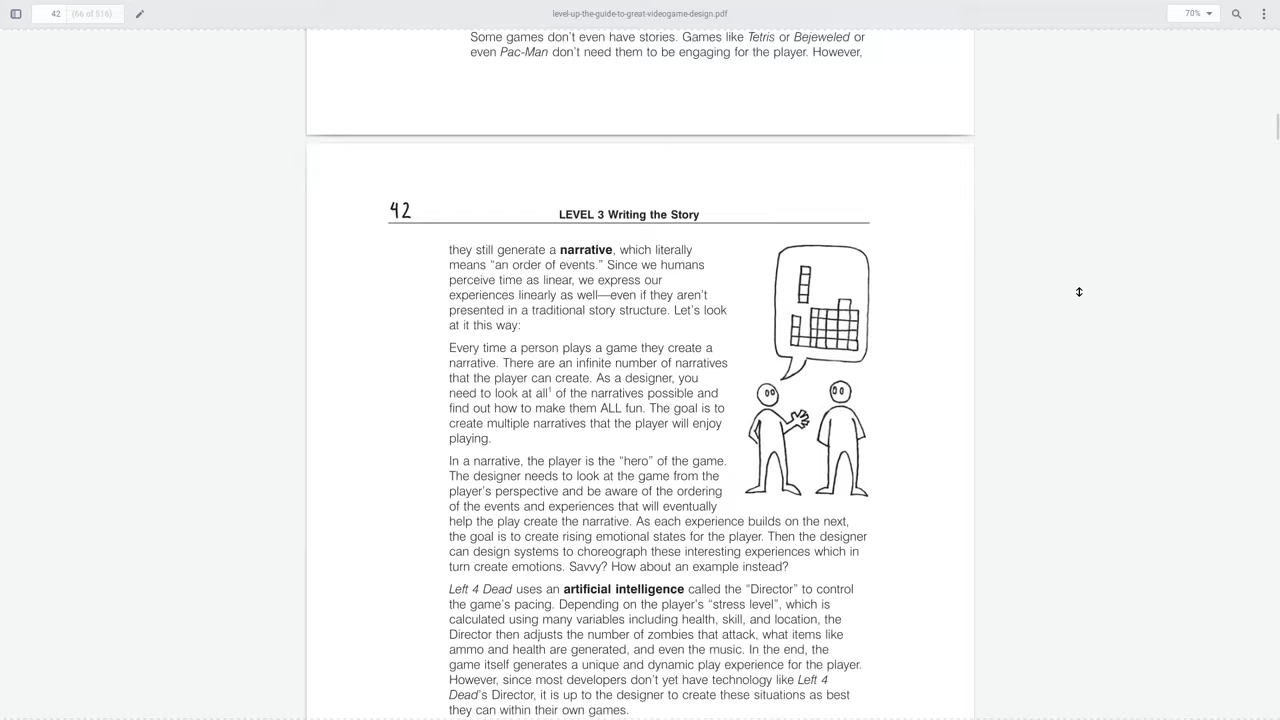 42 (66 of 516) level-up-the-guide-to-great-videogame-design.pdf 70%
Some games don't even have stories. Games like Tetris or Bejeweled or
even Pac-Man don't need them to be engaging for the player. However,
42 LEVEL 3 Writing the Story
they still generate a narrative, which literally
means “an order of events.” Since we humans
perceive time as linear, we express our
experiences linearly as well—even if they aren't
presented in a traditional story structure. Let's look
at it this way:
Every time a person plays a game they create a
narrative. There are an infinite number of narratives
that the player can create. As a designer, you
need to look at all¹ of the narratives possible and
find out how to make them ALL fun. The goal is to
create multiple narratives that the player will enjoy
playing.
In a narrative, the player is the “hero” of the game.
The designer needs to look at the game from the
player's perspective and be aware of the ordering
of the events and experiences that will eventually
help the play create the narrative. As each experience builds on the next,
the goal is to create rising emotional states for the player. Then the designer
can design systems to choreograph these interesting experiences which in
turn create emotions. Savvy? How about an example instead?
Left 4 Dead uses an artificial intelligence called the “Director” to control
the game's pacing. Depending on the player's “stress level”, which is
calculated using many variables including health, skill, and location, the
Director then adjusts the number of zombies that attack, what items like
ammo and health are generated, and even the music. In the end, the
game itself generates a unique and dynamic play experience for the player.
However, since most developers don't yet have technology like Left 4
Dead's Director, it is up to the designer to create these situations as best
they can within their own games.